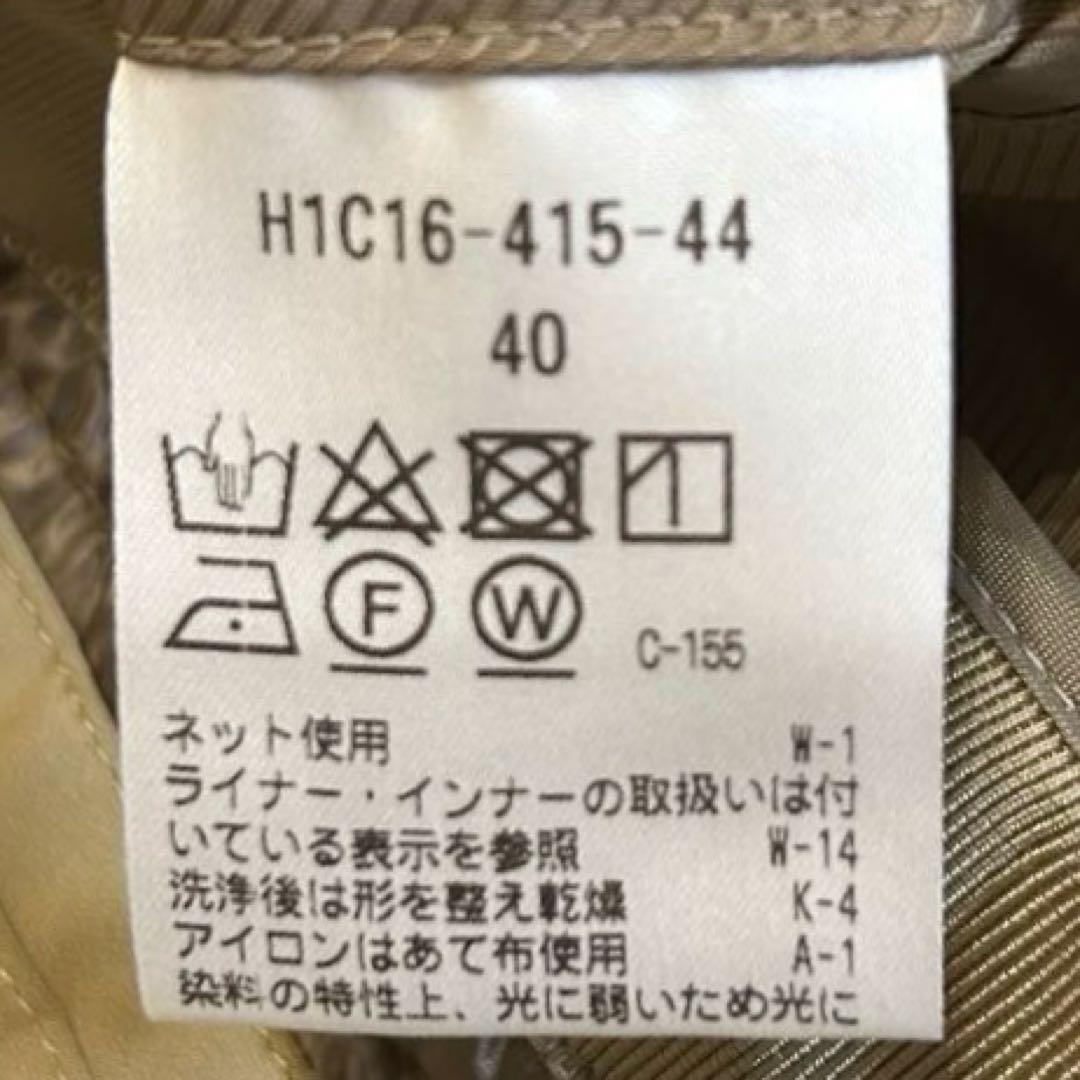 H1C16-415-44
40
F W C-155
ネット使用 W-1
ライナー・インナーの取扱いは付
いている表示を参照 W-14
洗浄後は形を整え乾燥 K-4
アイロンはあて布使用 A-1
染料の特性上、光に弱いため光に